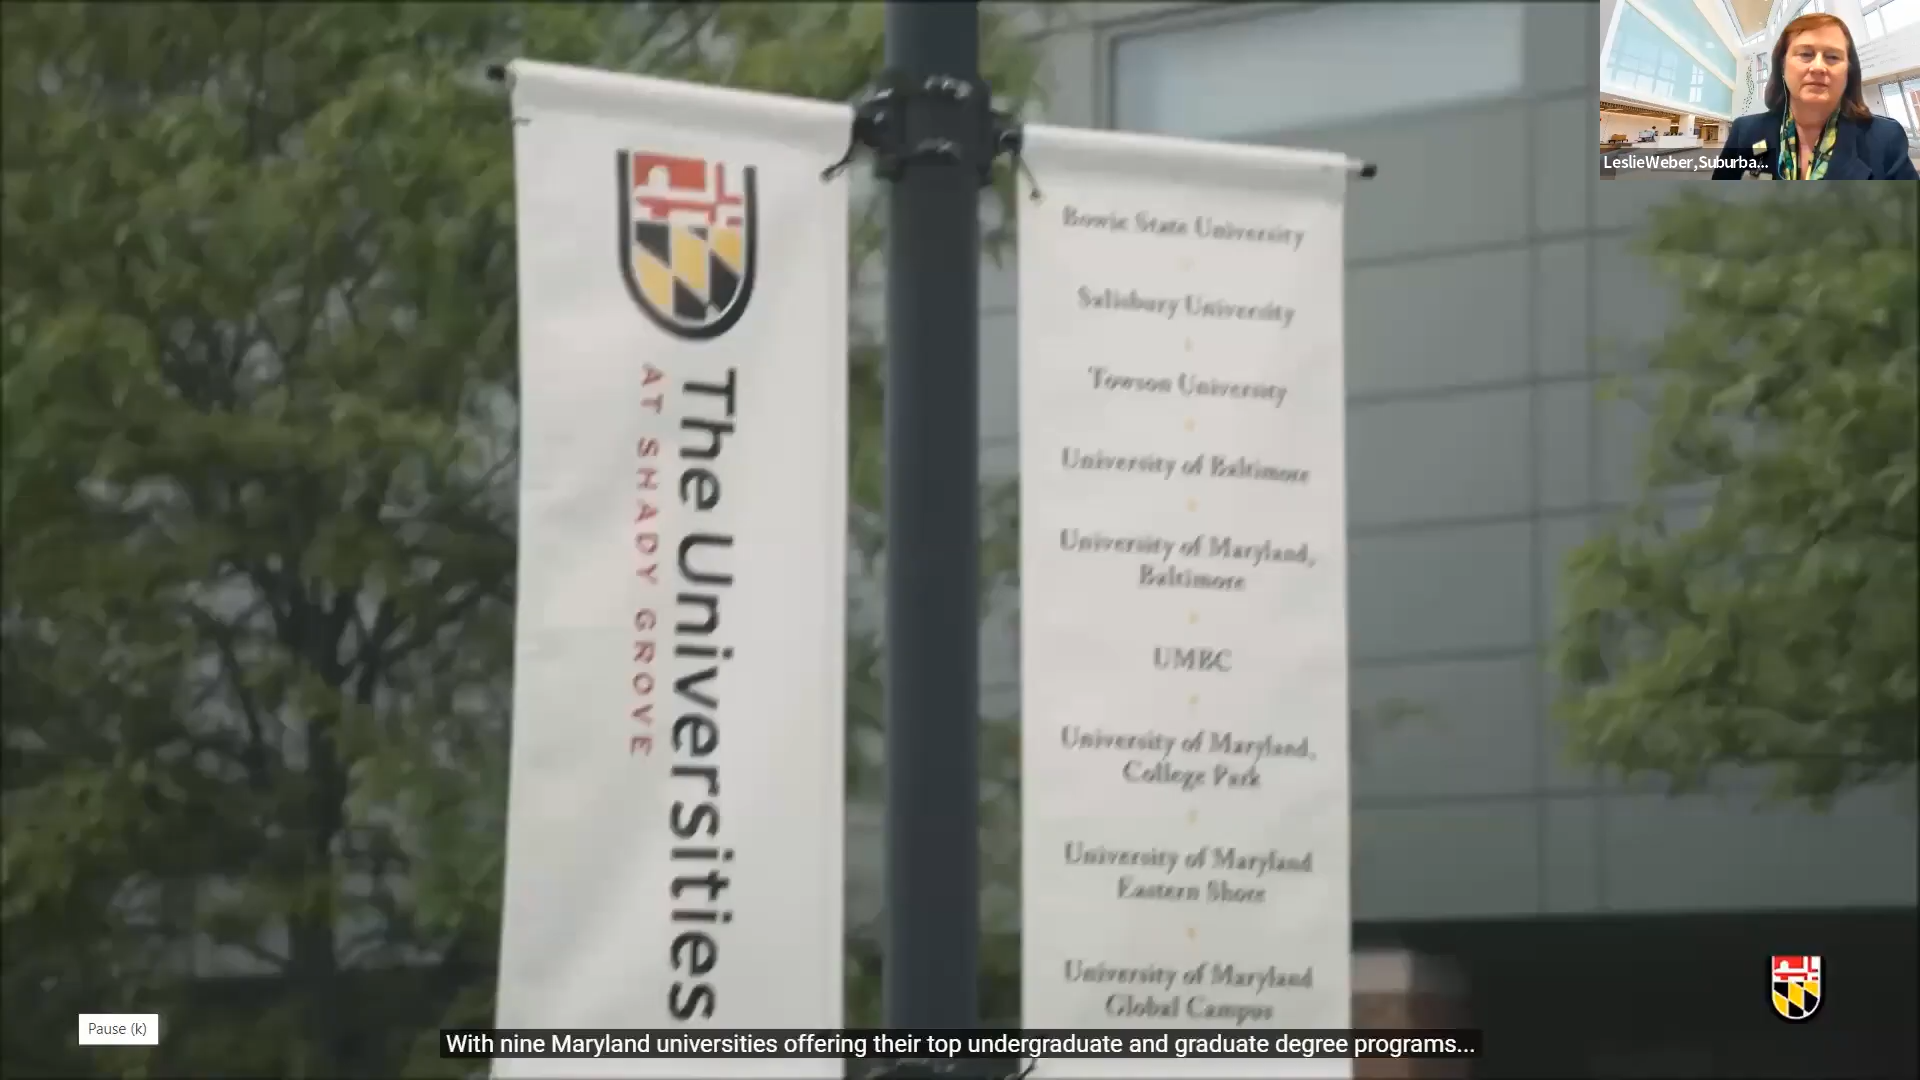 The Universities
AT SHADY GROVE
Bowie State University
Salisbury University
Towson University
University of Baltimore
University of Maryland,
Baltimore
UMBC
University of Maryland,
College Park
University of Maryland
Eastern Shore
University of Maryland
Global Campus
LeslieWeber,Suburba...
Pause (k)
With nine Maryland universities offering their top undergraduate and graduate degree programs...